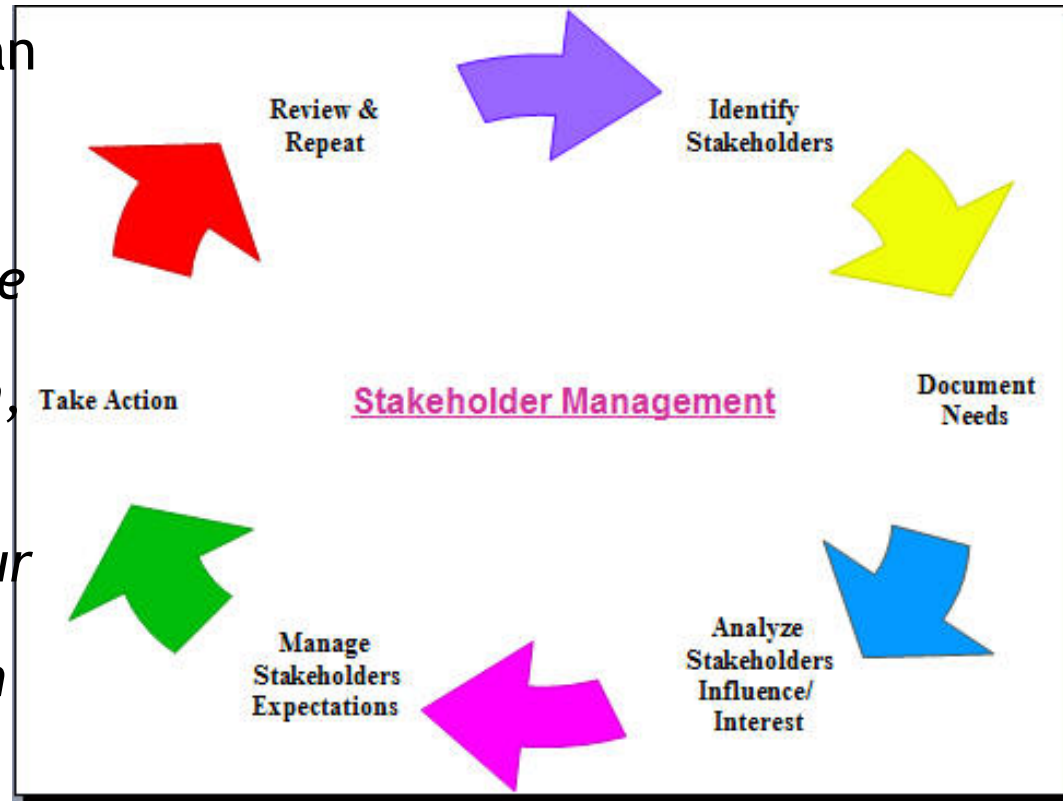 Review &
Repeat
Identify
Stakeholders
Document
Needs
Analyze
Stakeholders
Influence/
Interest
Manage
Stakeholders
Expectations
Take Action
Stakeholder Management